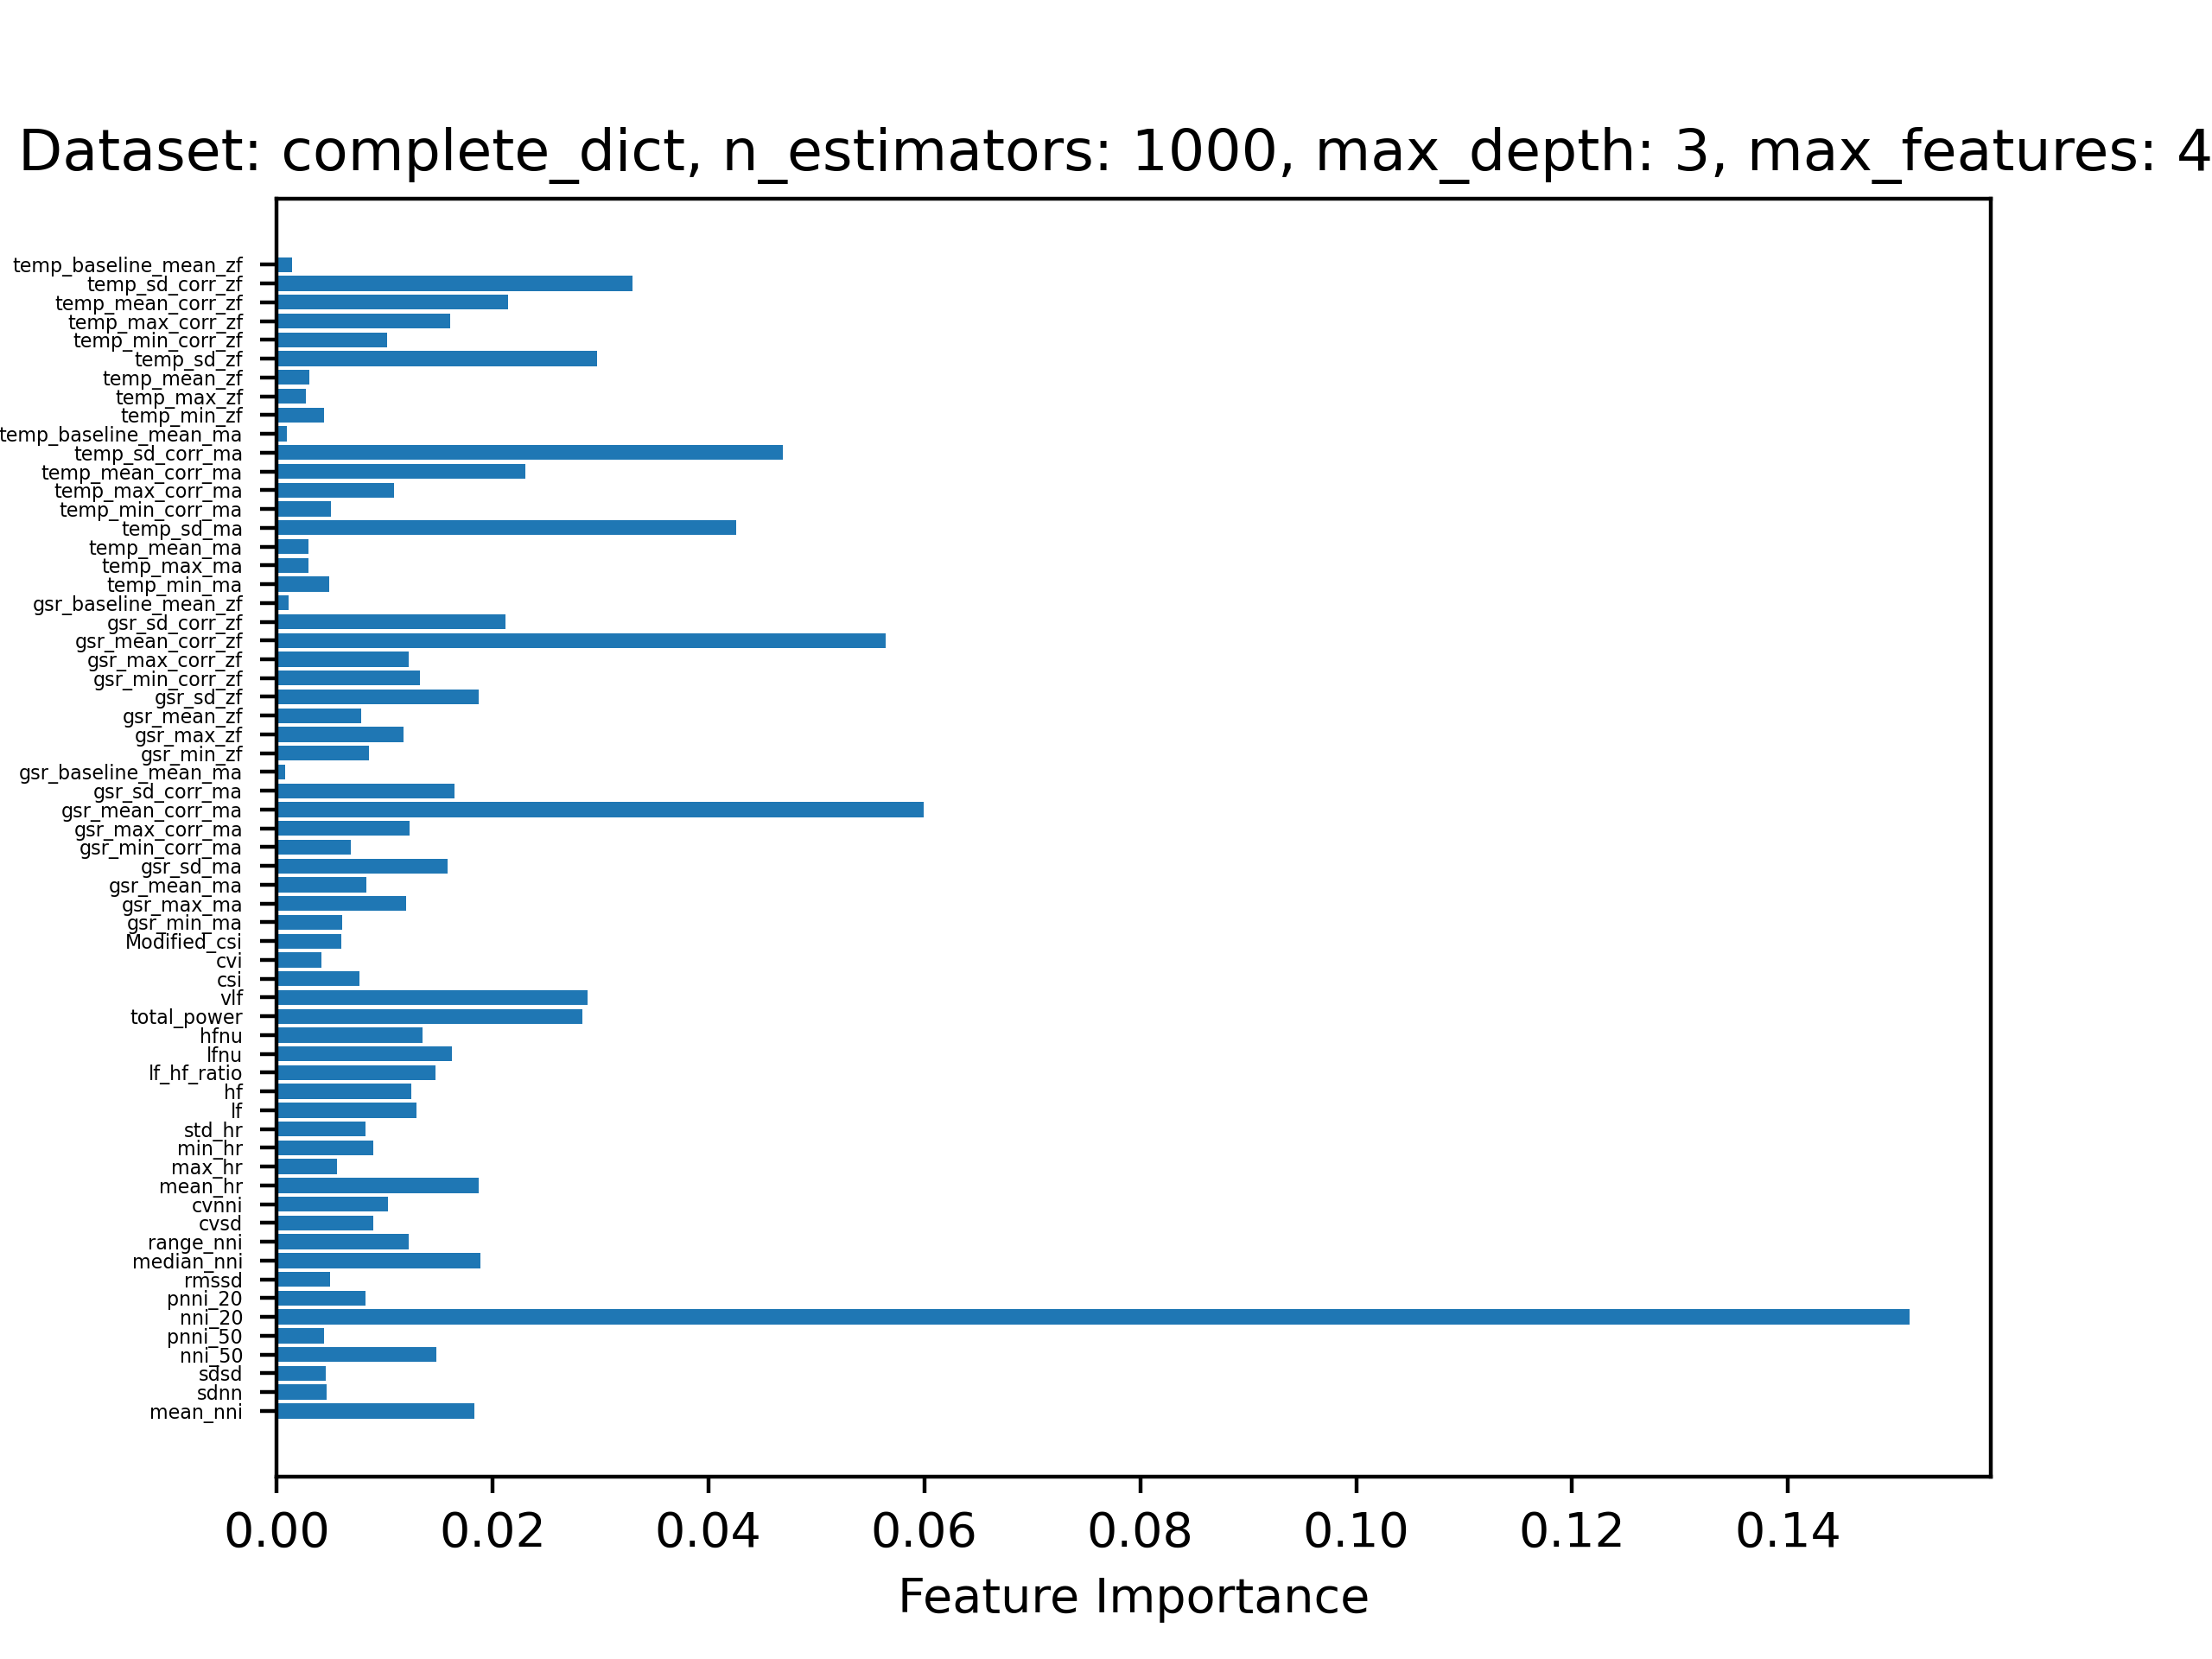 Dataset: complete_dict, n_estimators: 1000, max_depth: 3, max_features: 4
temp_baseline_mean_zf
temp_sd_corr_zf
temp_mean_corr_zf
temp_max_corr_zf
temp_min_corr_zf
temp_sd_zf
temp_mean_zf
temp_max_zf
temp_min_zf
temp_baseline_mean_ma
temp_sd_corr_ma
temp_mean_corr_ma
temp_max_corr_ma
temp_min_corr_ma
temp_sd_ma
temp_mean_ma
temp_max_ma
temp_min_ma
gsr_baseline_mean_zf
gsr_sd_corr_zf
gsr_mean_corr_zf
gsr_max_corr_zf
gsr_min_corr_zf
gsr_sd_zf
gsr_mean_zf
gsr_max_zf
gsr_min_zf
gsr_baseline_mean_ma
gsr_sd_corr_ma
gsr_mean_corr_ma
gsr_max_corr_ma
gsr_min_corr_ma
gsr_sd_ma
gsr_mean_ma
gsr_max_ma
gsr_min_ma
Modified_csi
cvi
csi
vlf
total_power
hfnu
lfnu
lf_hf_ratio
hf
lf
std_hr
min_hr
max_hr
mean_hr
cvnni
cvsd
range_nni
median_nni
rmssd
pnni_20
nni_20
pnni_50
nni_50
sdsd
sdnn
mean_nni
0.00 0.02 0.04 0.06 0.08 0.10 0.12 0.14
Feature Importance